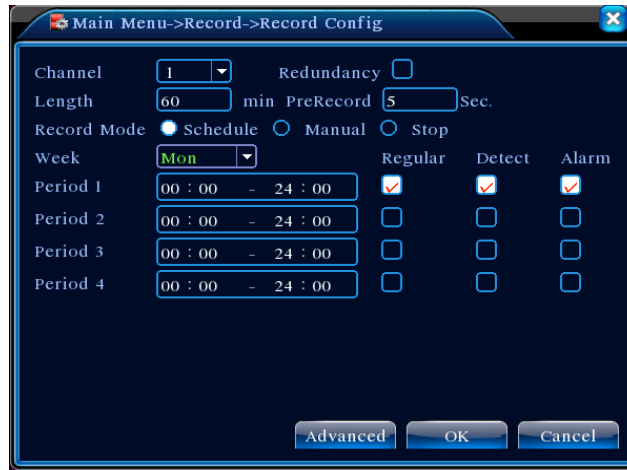 Main Menu->Record->Record Config
Channel 1 Redundancy
Length 60 min PreRecord 5 Sec.
Record Mode Schedule Manual Stop
Week Mon Regular Detect Alarm
Period 1 00 : 00 - 24 : 00
Period 2 00 : 00 - 24 : 00
Period 3 00 : 00 - 24 : 00
Period 4 00 : 00 - 24 : 00
Advanced OK Cancel